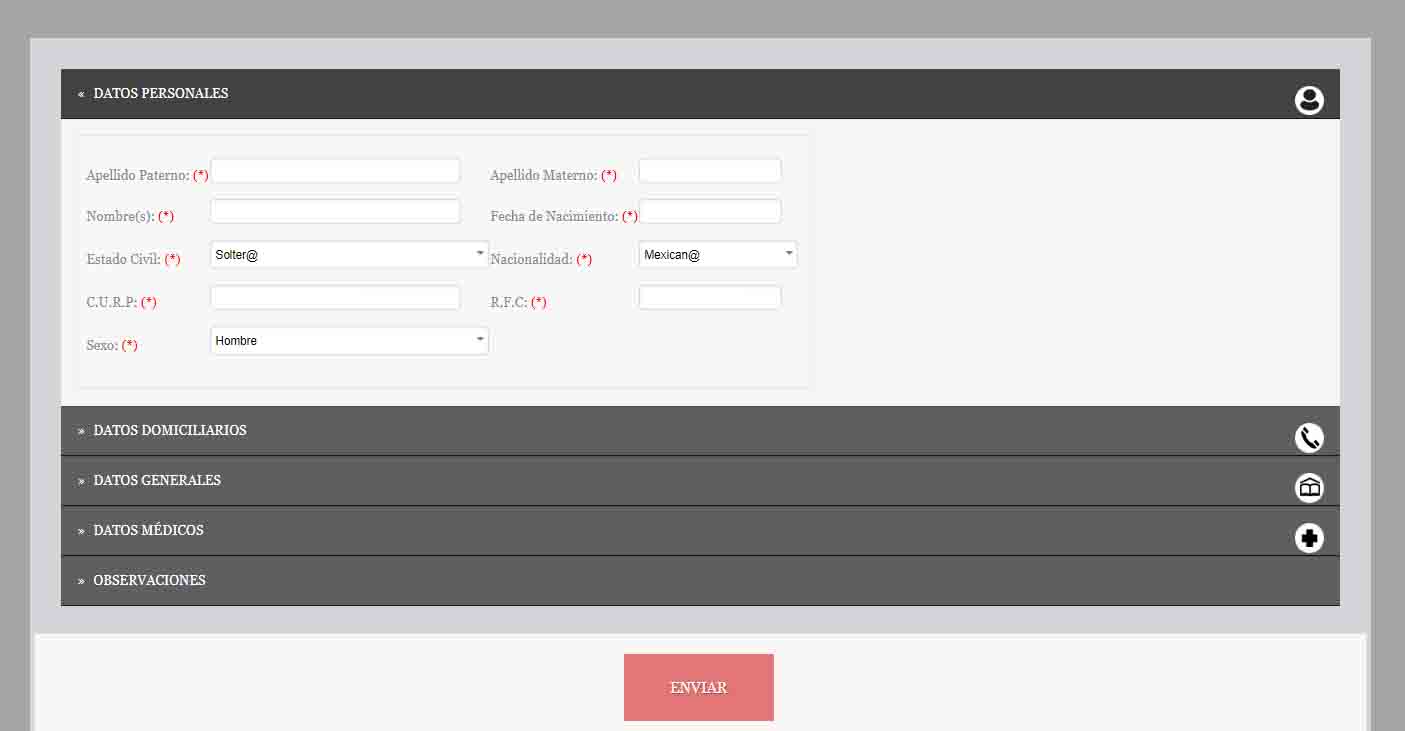 « DATOS PERSONALES
Apellido Paterno: (*) Apellido Materno: (*)
Nombre(s): (*) Fecha de Nacimiento: (*)
Estado Civil: (*) Solter@ Nacionalidad: (*) Mexican@
C.U.R.P: (*) R.F.C: (*)
Sexo: (*) Hombre
» DATOS DOMICILIARIOS
» DATOS GENERALES
» DATOS MÉDICOS
» OBSERVACIONES
ENVIAR